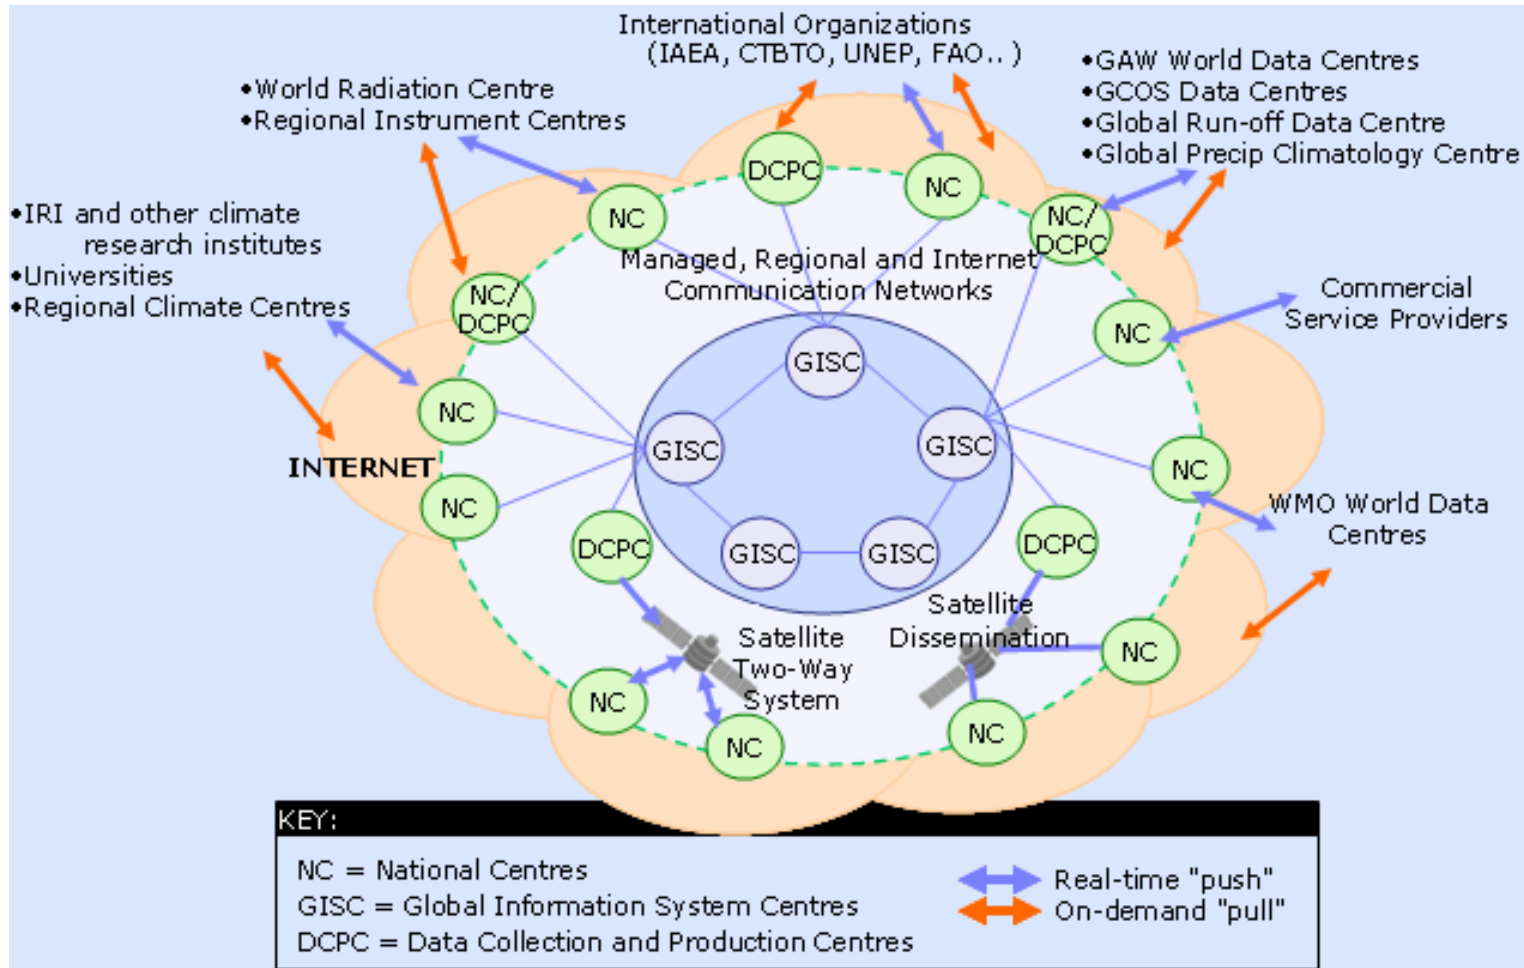 International Organizations
(IAEA, CTBTO, UNEP, FAO.. )
•GAW World Data Centres
•GCOS Data Centres
•Global Run-off Data Centre
•Global Precip Climatology Centre
•World Radiation Centre
•Regional Instrument Centres
•IRI and other climate
research institutes
•Universities
•Regional Climate Centres
DCPC
NC
NC
NC/
DCPC
Managed, Regional and Internet
Communication Networks
NC/
DCPC
NC
Commercial
Service Providers
GISC
NC
GISC
GISC
INTERNET
NC
NC
WMO World Data
Centres
DCPC
GISC
GISC
DCPC
Satellite
Dissemination
Satellite
Two-Way
System
NC
NC
NC
NC
KEY:
NC = National Centres
GISC = Global Information System Centres
DCPC = Data Collection and Production Centres
Real-time "push"
On-demand "pull"